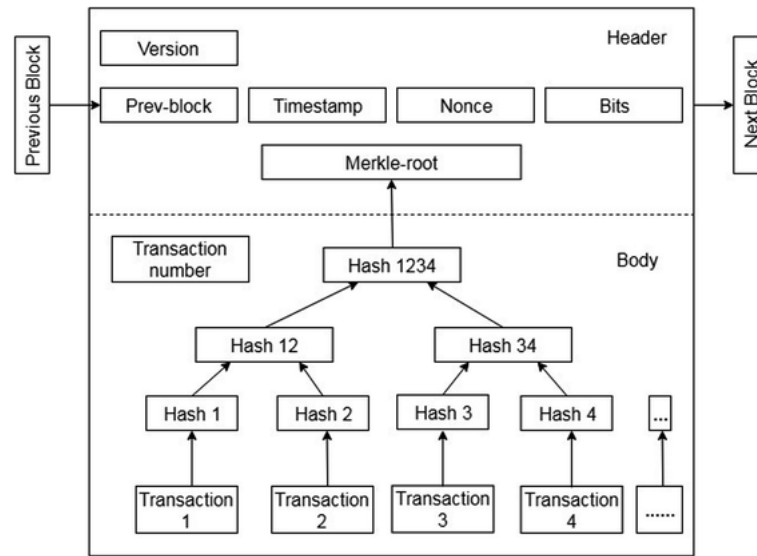 Previous Block
Header
Version
Prev-block
Timestamp
Nonce
Bits
Next Block
Merkle-root
Transaction
number
Body
Hash 1234
Hash 12
Hash 34
Hash 1
Hash 2
Hash 3
Hash 4
...
Transaction
1
Transaction
2
Transaction
3
Transaction
4
......